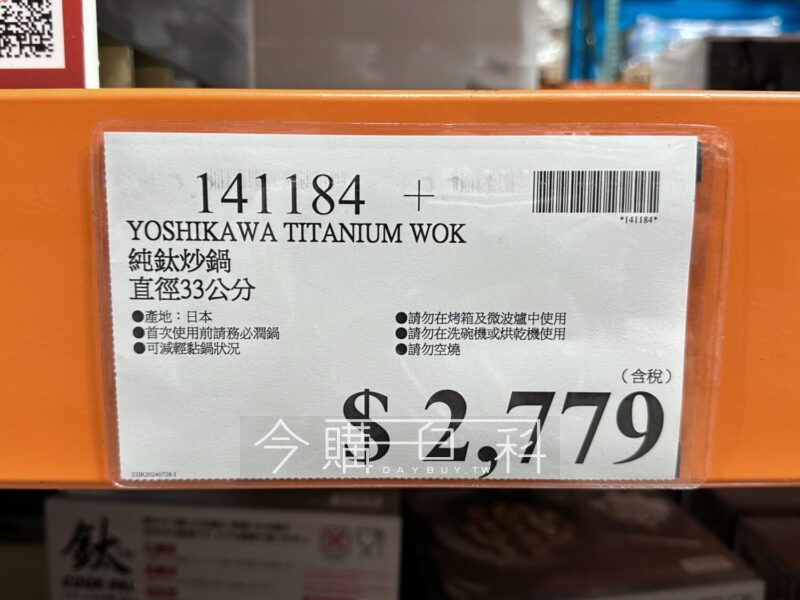 141184 +
*141184*
YOSHIKAWA TITANIUM WOK
純鈦炒鍋
直徑33公分
●產地：日本
●首次使用前請務必潤鍋
●可減輕黏鍋狀況
●請勿在烤箱及微波爐中使用
●請勿在洗碗機或烘乾機使用
●請勿空燒
（含稅）
$ 2,779
今購百科
TODAYBUY.TW
鈦